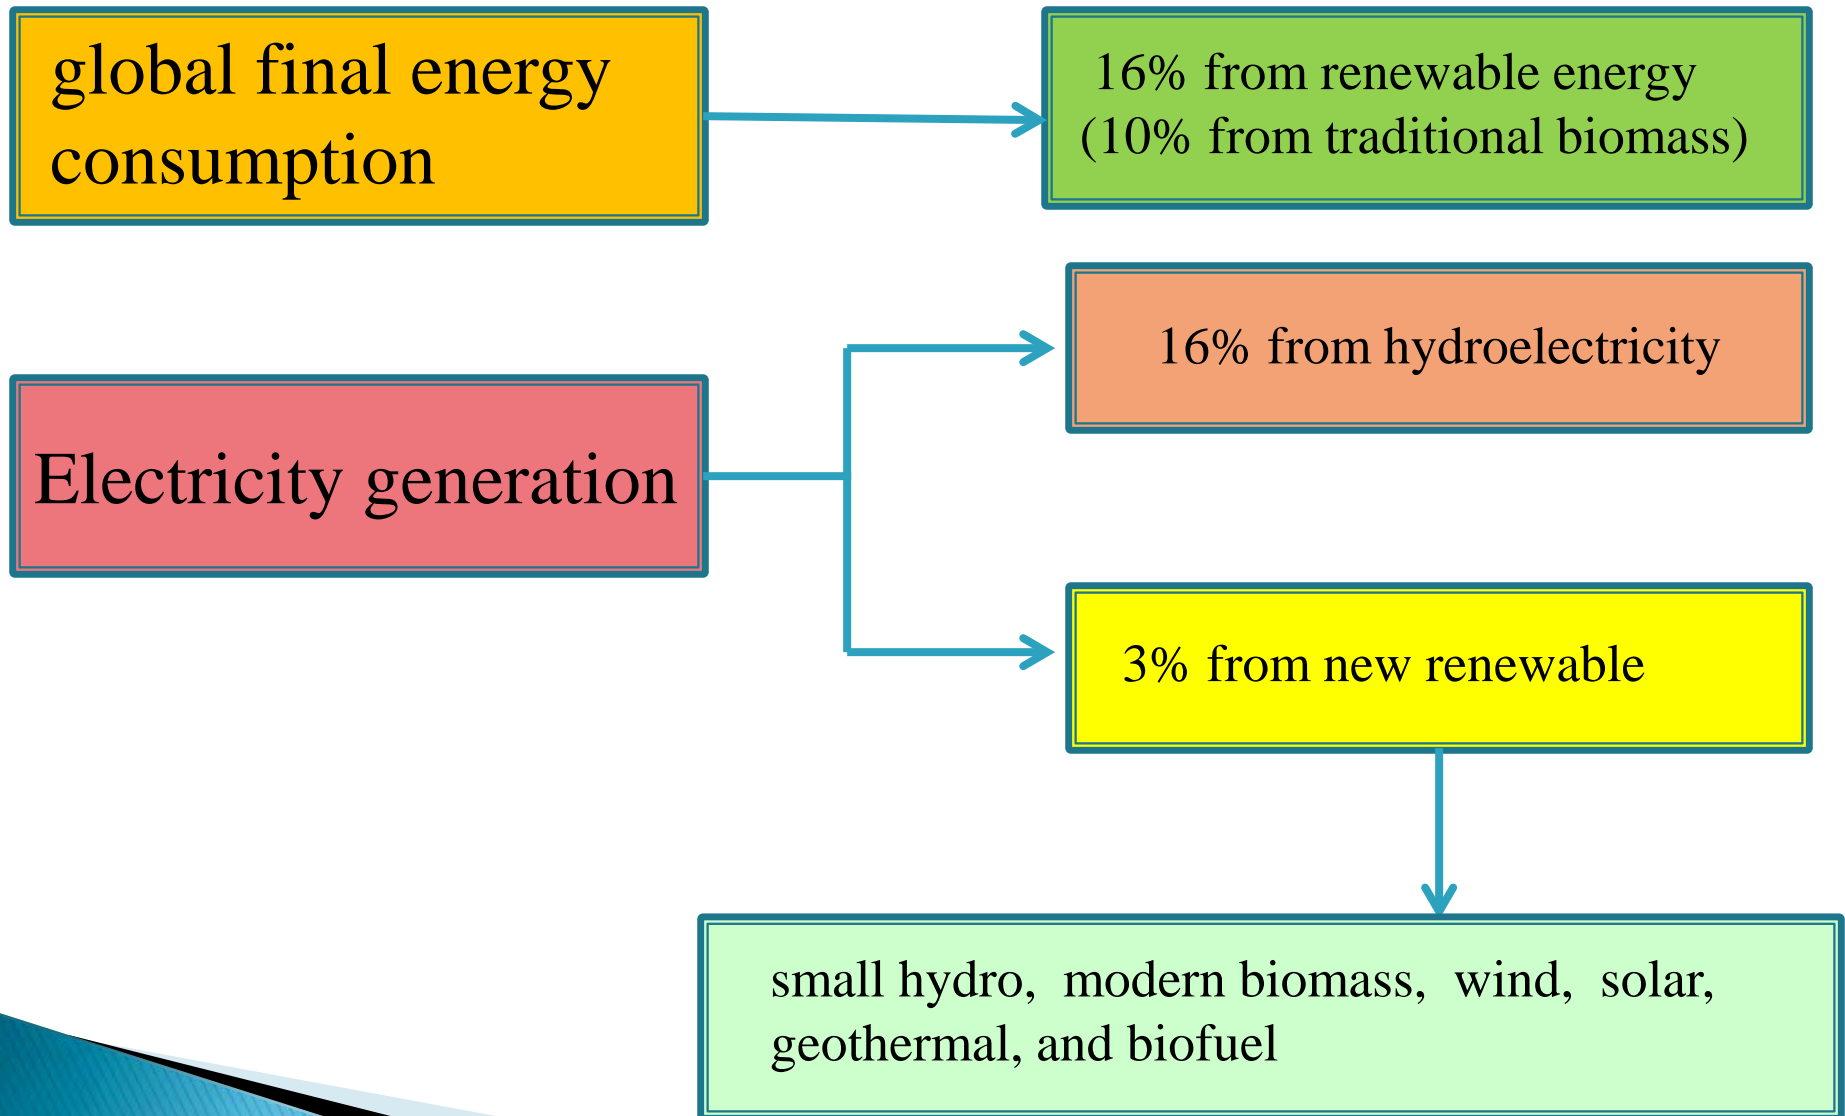 global final energy
consumption
16% from renewable energy
(10% from traditional biomass)
16% from hydroelectricity
Electricity generation
3% from new renewable
small hydro, modern biomass, wind, solar,
geothermal, and biofuel